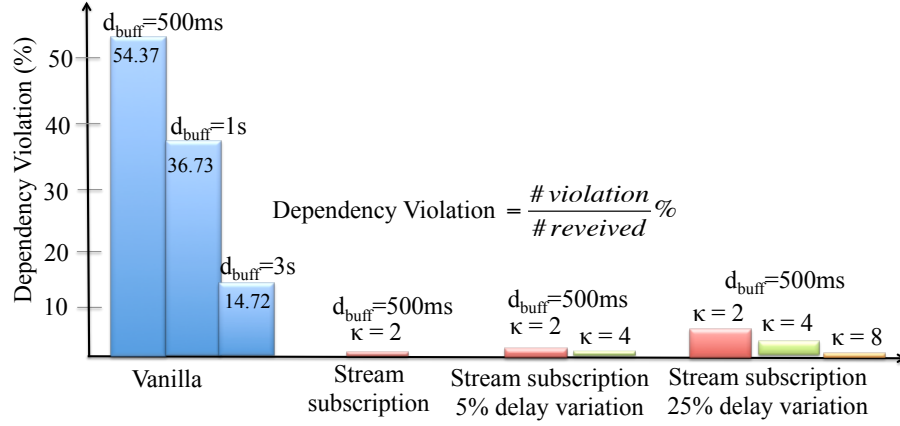 Dependency Violation (%)
50
40
30
20
10
d_buff=500ms
54.37
d_buff=1s
36.73
d_buff=3s
14.72
Dependency Violation = # violation / # reveived %
d_buff=500ms
κ = 2
d_buff=500ms
κ = 2
κ = 4
d_buff=500ms
κ = 2
κ = 4
κ = 8
Vanilla
Stream
subscription
Stream subscription
5% delay variation
Stream subscription
25% delay variation